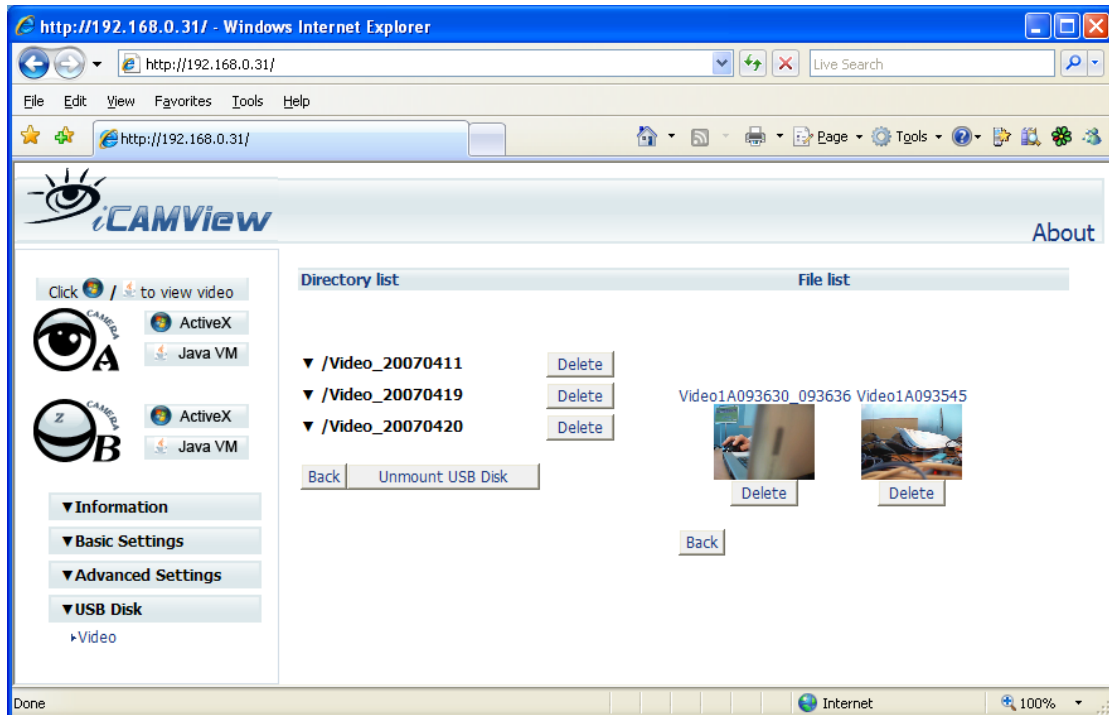 http://192.168.0.31/ - Windows Internet Explorer
http://192.168.0.31/
Live Search
File Edit View Favorites Tools Help
http://192.168.0.31/
Page Tools
iCAMView
About
Click / to view video
CAMERA A
ActiveX
Java VM
CAMERA B
Z
ActiveX
Java VM
▼Information
▼Basic Settings
▼Advanced Settings
▼USB Disk
▸Video
Directory list
▼ /Video_20070411 Delete
▼ /Video_20070419 Delete
▼ /Video_20070420 Delete
Back Unmount USB Disk
File list
Video1A093630_093636 Video1A093545
Delete Delete
Back
Done
Internet
100%